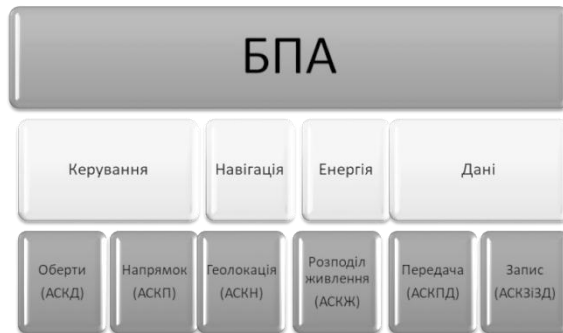 БПА
Керування
Навігація
Енергія
Дані
Оберти
(АСКД)
Напрямок
(АСКП)
Геолокація
(АСКН)
Розподіл
живлення
(АСКЖ)
Передача
(АСКПД)
Запис
(АСКЗіЗД)